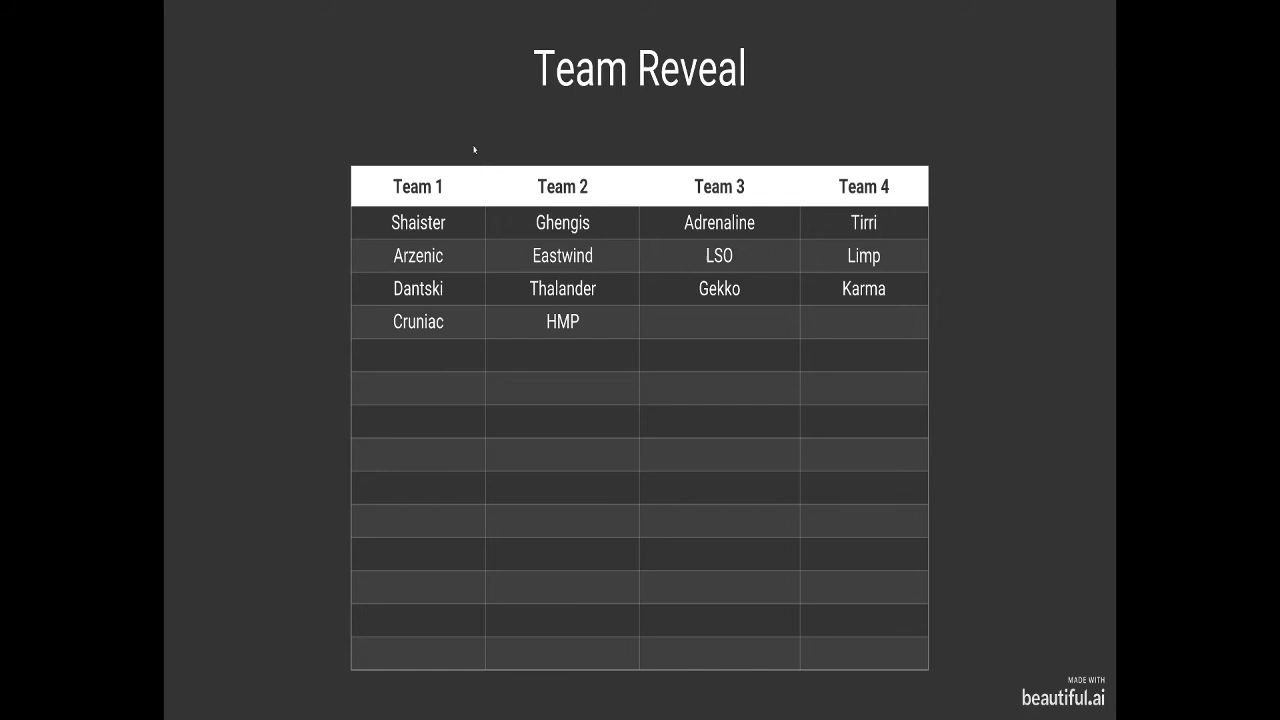 Team Reveal
Team 1 Team 2 Team 3 Team 4
Shaister Ghengis Adrenaline Tirri
Arzenic Eastwind LSO Limp
Dantski Thalander Gekko Karma
Cruniac HMP
MADE WITH
beautiful.ai